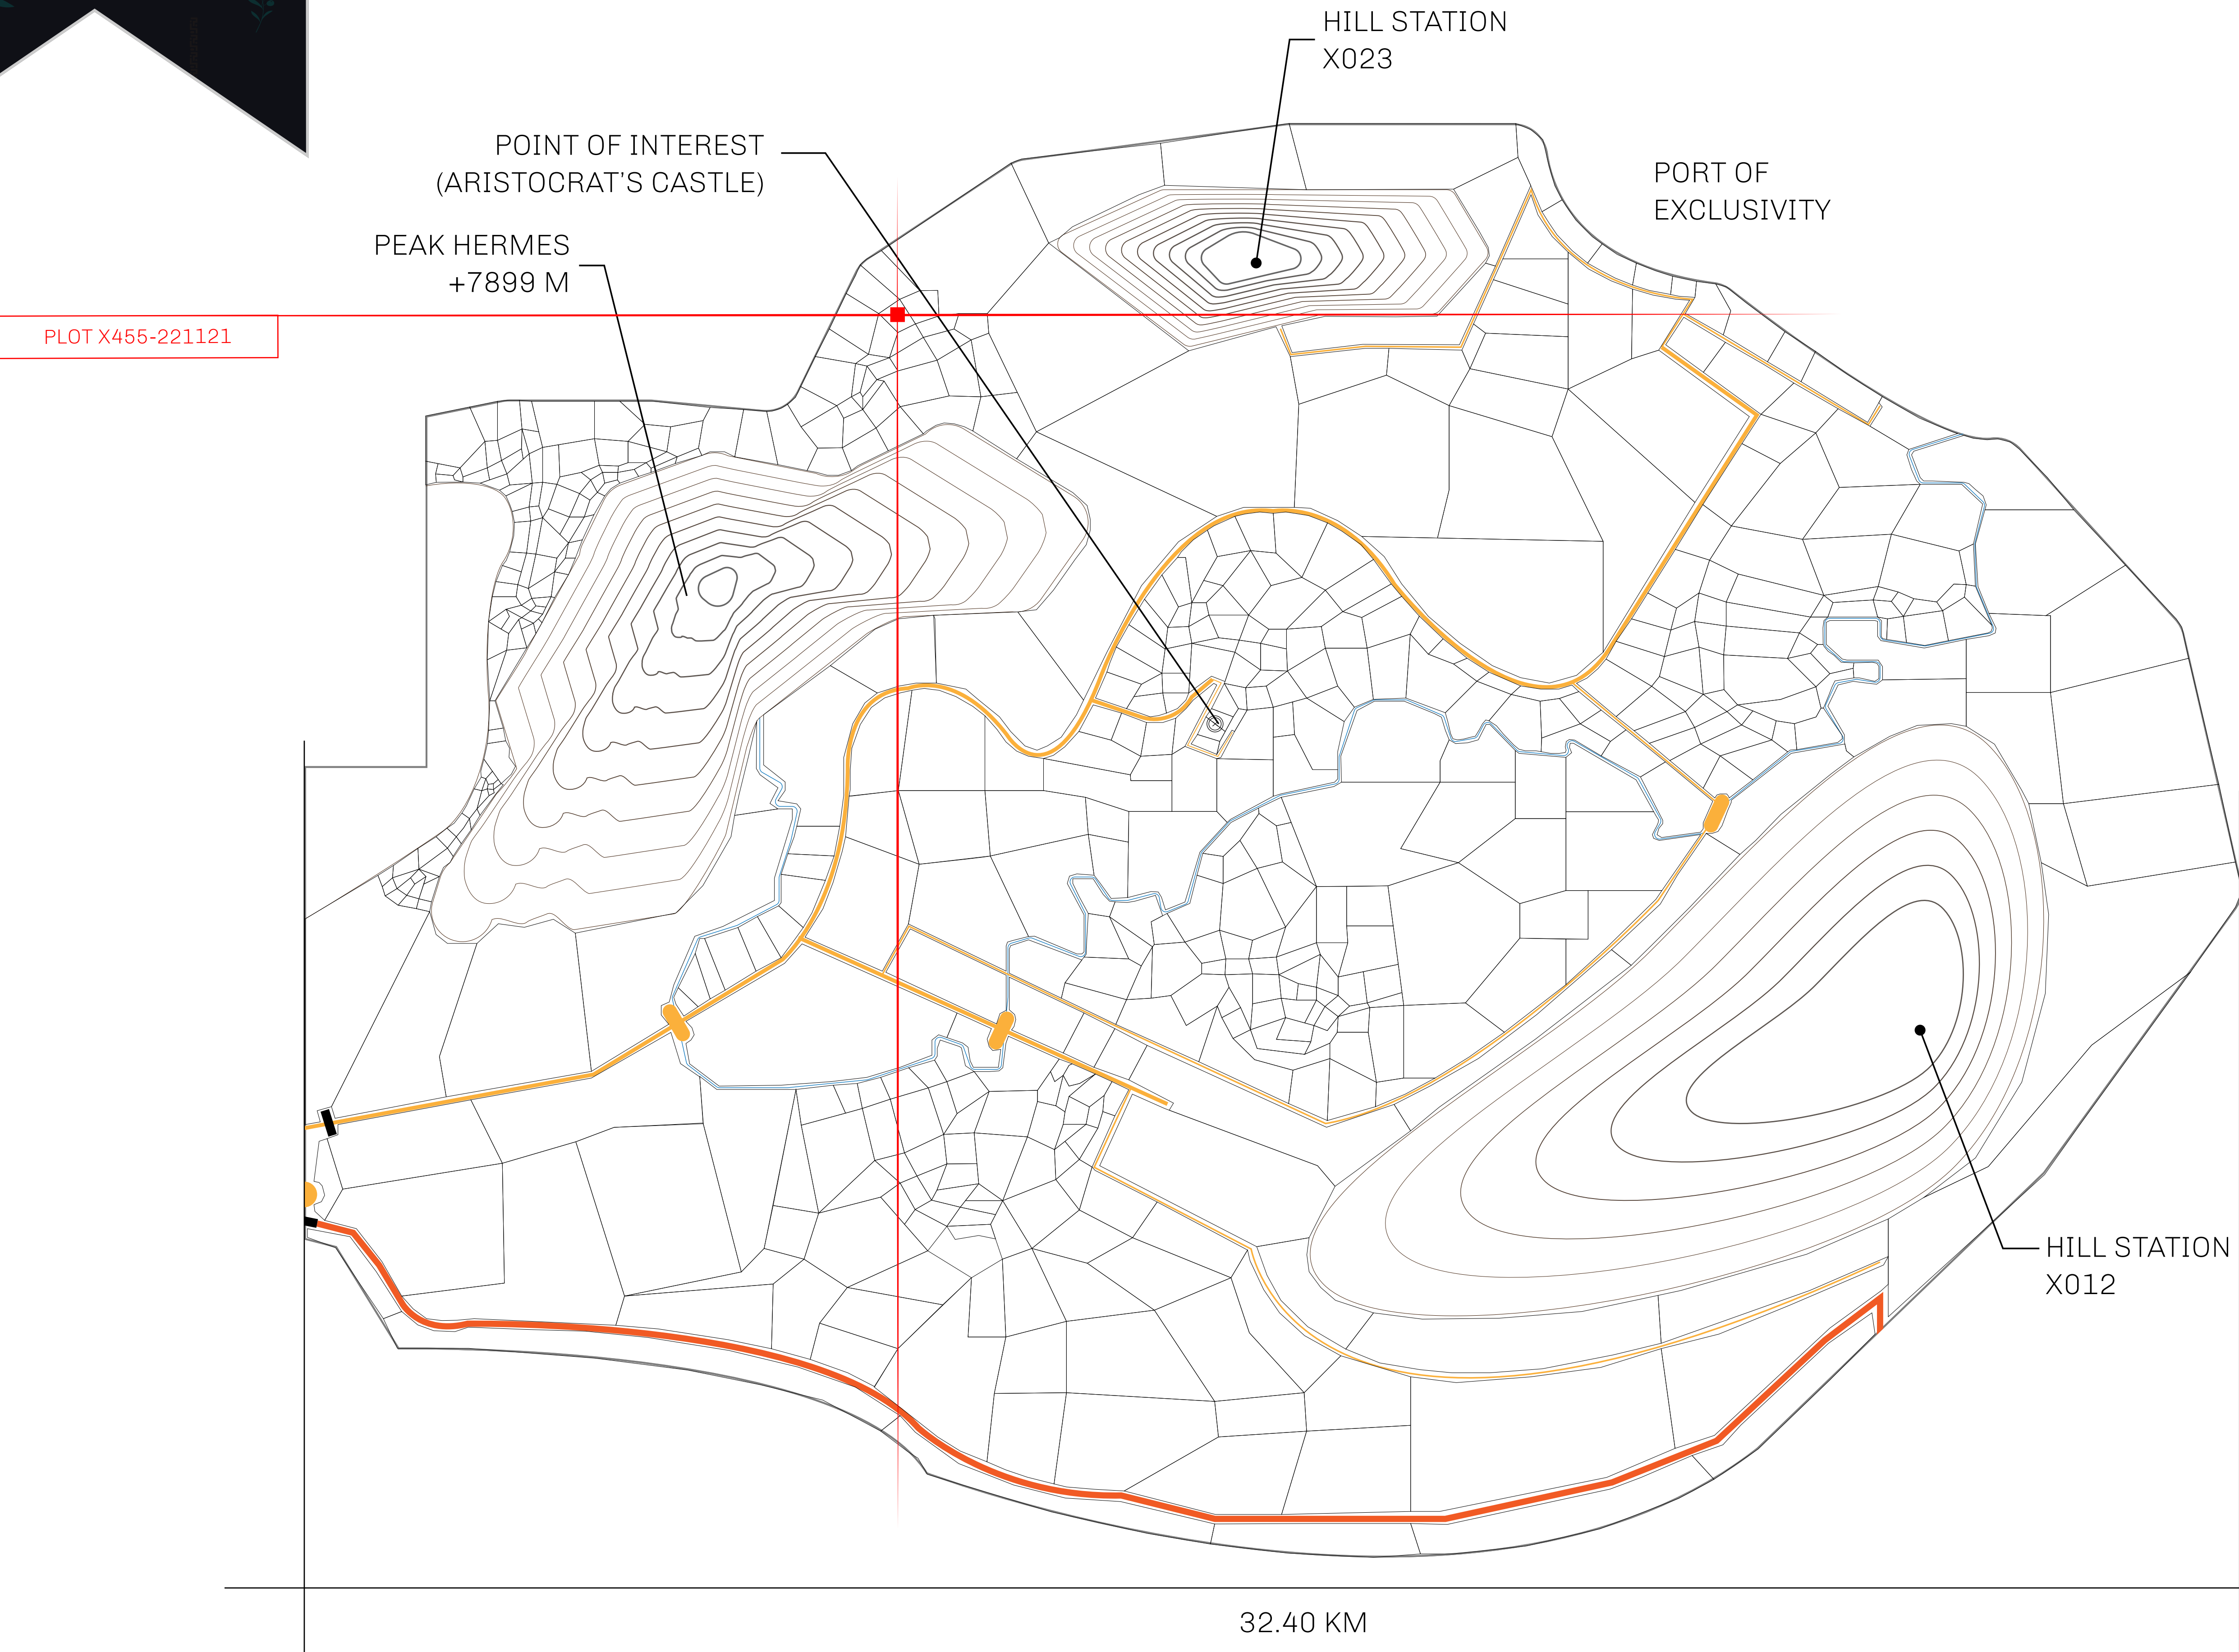 HILL STATION
X023
POINT OF INTEREST
(ARISTOCRAT'S CASTLE)
PORT OF
EXCLUSIVITY
PEAK HERMES
+7899 M
PLOT X455-221121
HILL STATION
X012
32.40 KM